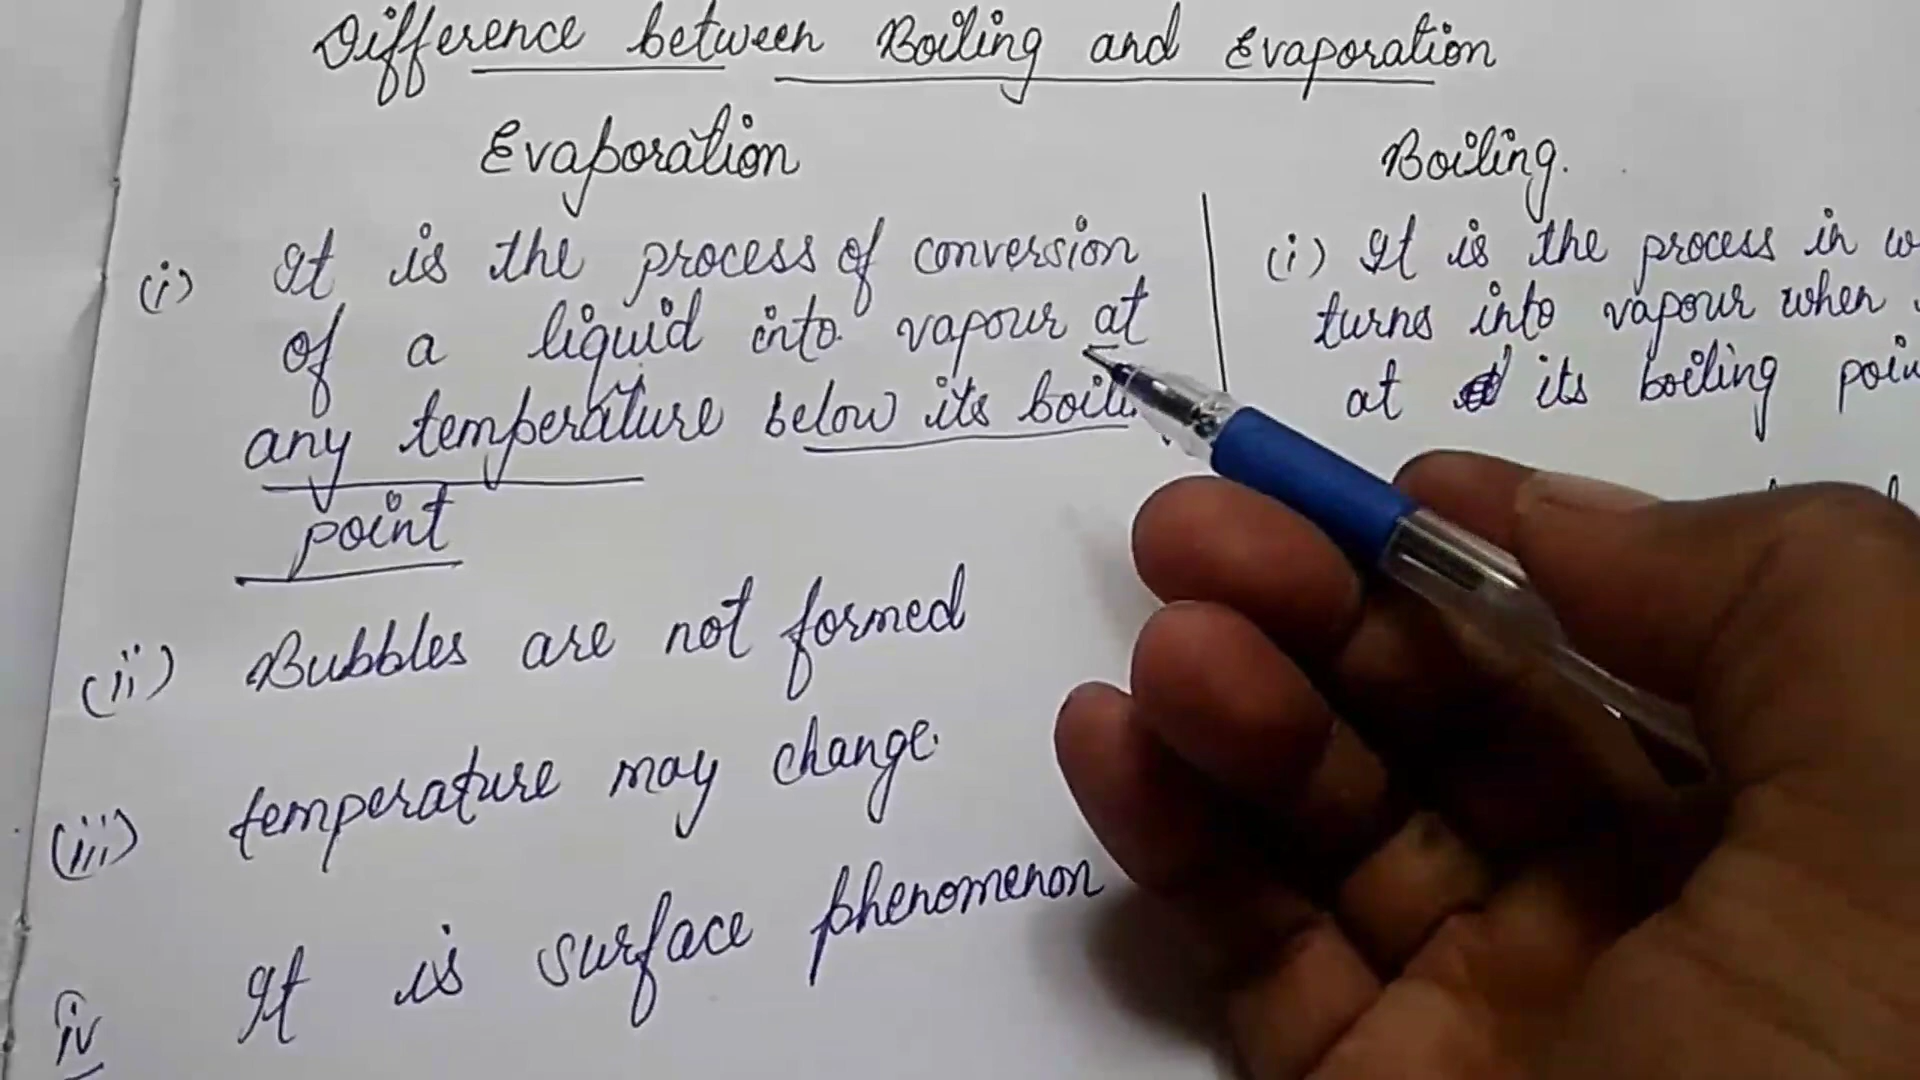 Difference between Boiling and Evaporation
Evaporation
(i) It is the process of conversion
of a liquid into vapour at
any temperature below its
point
(ii) Bubbles are not formed
(iii) temperature may change.
iv It is surface phenomenon
Boiling.
(i) It is the process in
turns into vapour when
at its boiling